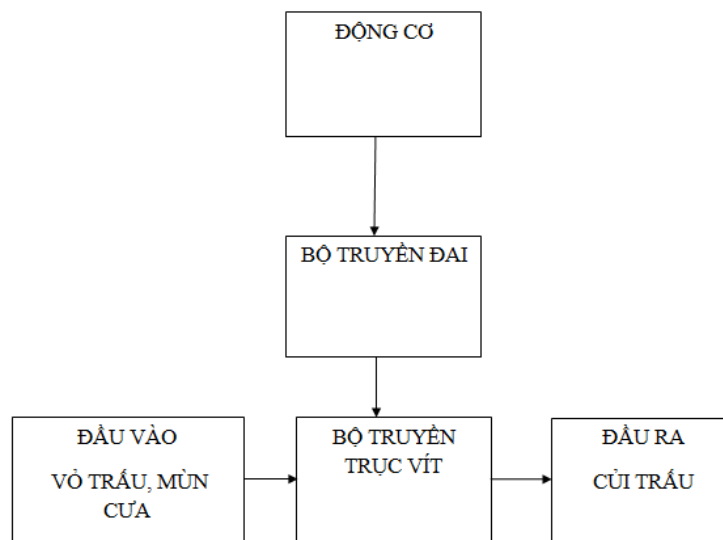 ĐỘNG CƠ
BỘ TRUYỀN ĐAI
ĐẦU VÀO
VỎ TRẤU, MÙN
CƯA
BỘ TRUYỀN
TRỤC VÍT
ĐẦU RA
CỦI TRẤU